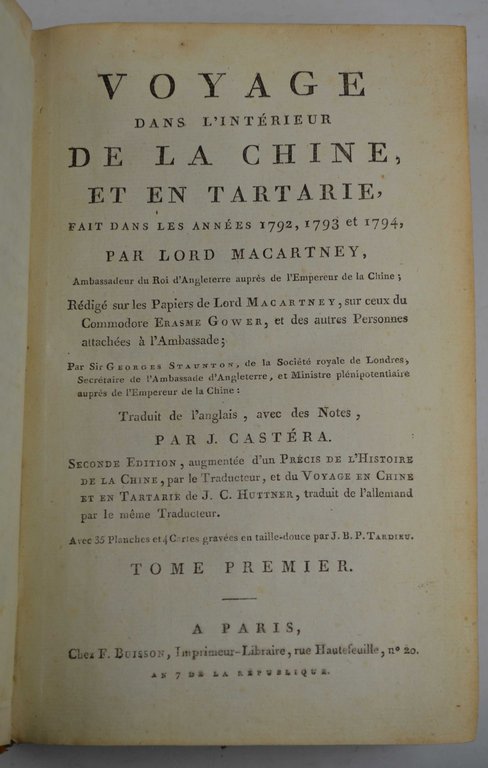 VOYAGE
DANS L'INTÉRIEUR
DE LA CHINE,
ET EN TARTARIE,
FAIT DANS LES ANNÉES 1792, 1793 et 1794,
PAR LORD MACARTNEY,
Ambassadeur du Roi d'Angleterre auprès de l'Empereur de la Chine;
Rédigé sur les Papiers de Lord MACARTNEY, sur ceux du
Commodore ERASME GOWER, et des autres Personnes
attachées à l'Ambassade;
Par Sir GEORGES STAUNTON, de la Société royale de Londres,
Secrétaire de l'Ambassade d'Angleterre, et Ministre plénipotentiaire
auprès de l'Empereur de la Chine:
Traduit de l'anglais, avec des Notes,
PAR J. CASTÉRA.
SECONDE EDITION, augmentée d'un PRÉCIS DE L'HISTOIRE
DE LA CHINE, par le Traducteur, et du VOYAGE EN CHINE
ET EN TARTARIE DE J. C. HÜTTNER, traduit de l'allemand
par le même Traducteur.
Avec 35 Planches et 4 Cartes gravées en taille-douce par J. B. P. TARDIEU.
TOME PREMIER.
A PARIS,
Chez F. BUISSON, Imprimeur-Libraire, rue Hautefeuille, n° 20.
AN 7 DE LA RÉPUBLIQUE.